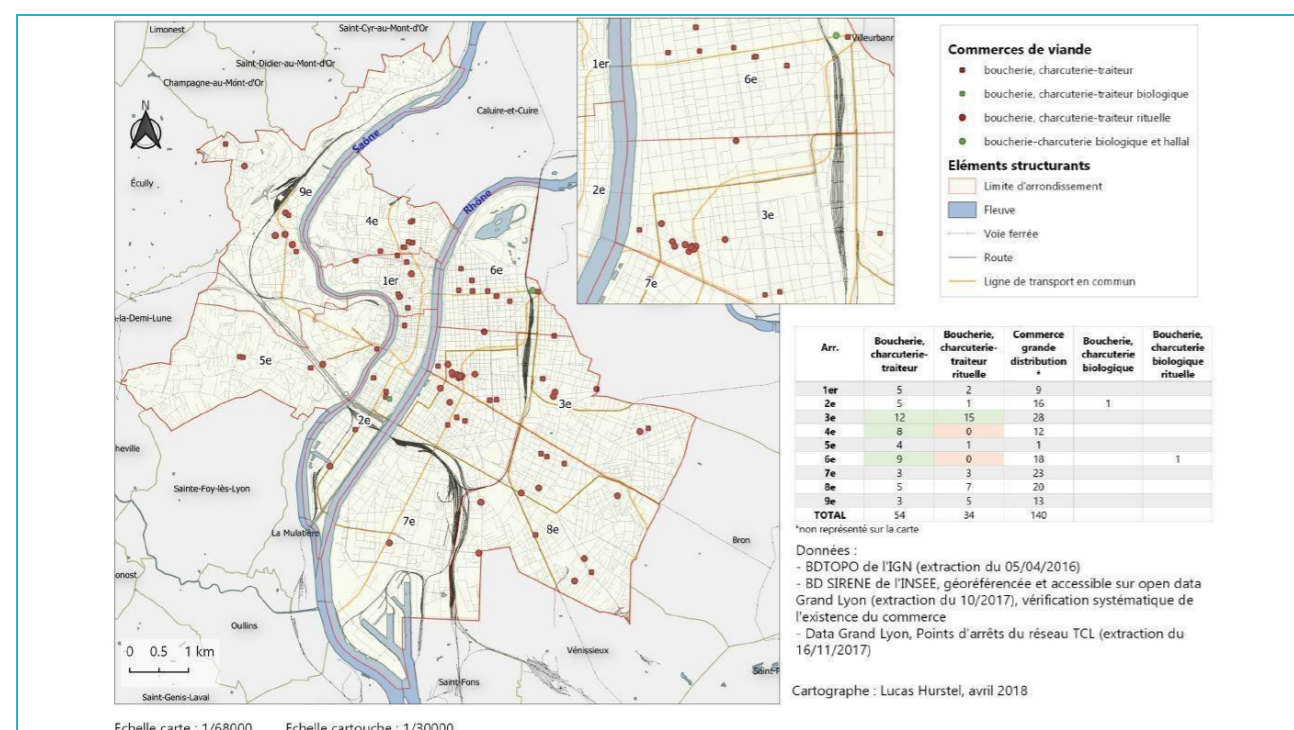 Limonest
Saint-Cyr-au-Mont-d'Or
Saint-Didier-au-Mont-d'Or
Champagne-au-Mont-d'Or
N
Caluire-et-Cuire
Saône
Écully
9e
4e
Rhône
6e
1er
-la-Demi-Lune
5e
3e
2e
Sainte-Foy-lès-Lyon
La Mulatière
7e
8e
Bron
Oullins
0 0.5 1 km
Vénissieux
Saint-Fons
Saint-Genis-Laval
Villeurbann
1er
6e
2e
3e
7e
Commerces de viande
boucherie, charcuterie-traiteur
boucherie, charcuterie-traiteur biologique
boucherie, charcuterie-traiteur rituelle
boucherie-charcuterie biologique et hallal
Eléments structurants
Limite d'arrondissement
Fleuve
Voie ferrée
Route
Ligne de transport en commun
Arr. Boucherie, charcuterie-traiteur Boucherie, charcuterie-traiteur rituelle Commerce grande distribution * Boucherie, charcuterie biologique Boucherie, charcuterie biologique rituelle
1er 5 2 9
2e 5 1 16 1
3e 12 15 28
4e 8 0 12
5e 4 1 1
6e 9 0 18 1
7e 3 3 23
8e 5 7 20
9e 3 5 13
TOTAL 54 34 140
*non représenté sur la carte
Données :
- BDTOPO de l'IGN (extraction du 05/04/2016)
- BD SIRENE de l'INSEE, géoréférencée et accessible sur open data
Grand Lyon (extraction du 10/2017), vérification systématique de
l'existence du commerce
- Data Grand Lyon, Points d'arrêts du réseau TCL (extraction du
16/11/2017)
Cartographe : Lucas Hurstel, avril 2018
Echelle carte : 1/68000 Echelle cartouche : 1/30000